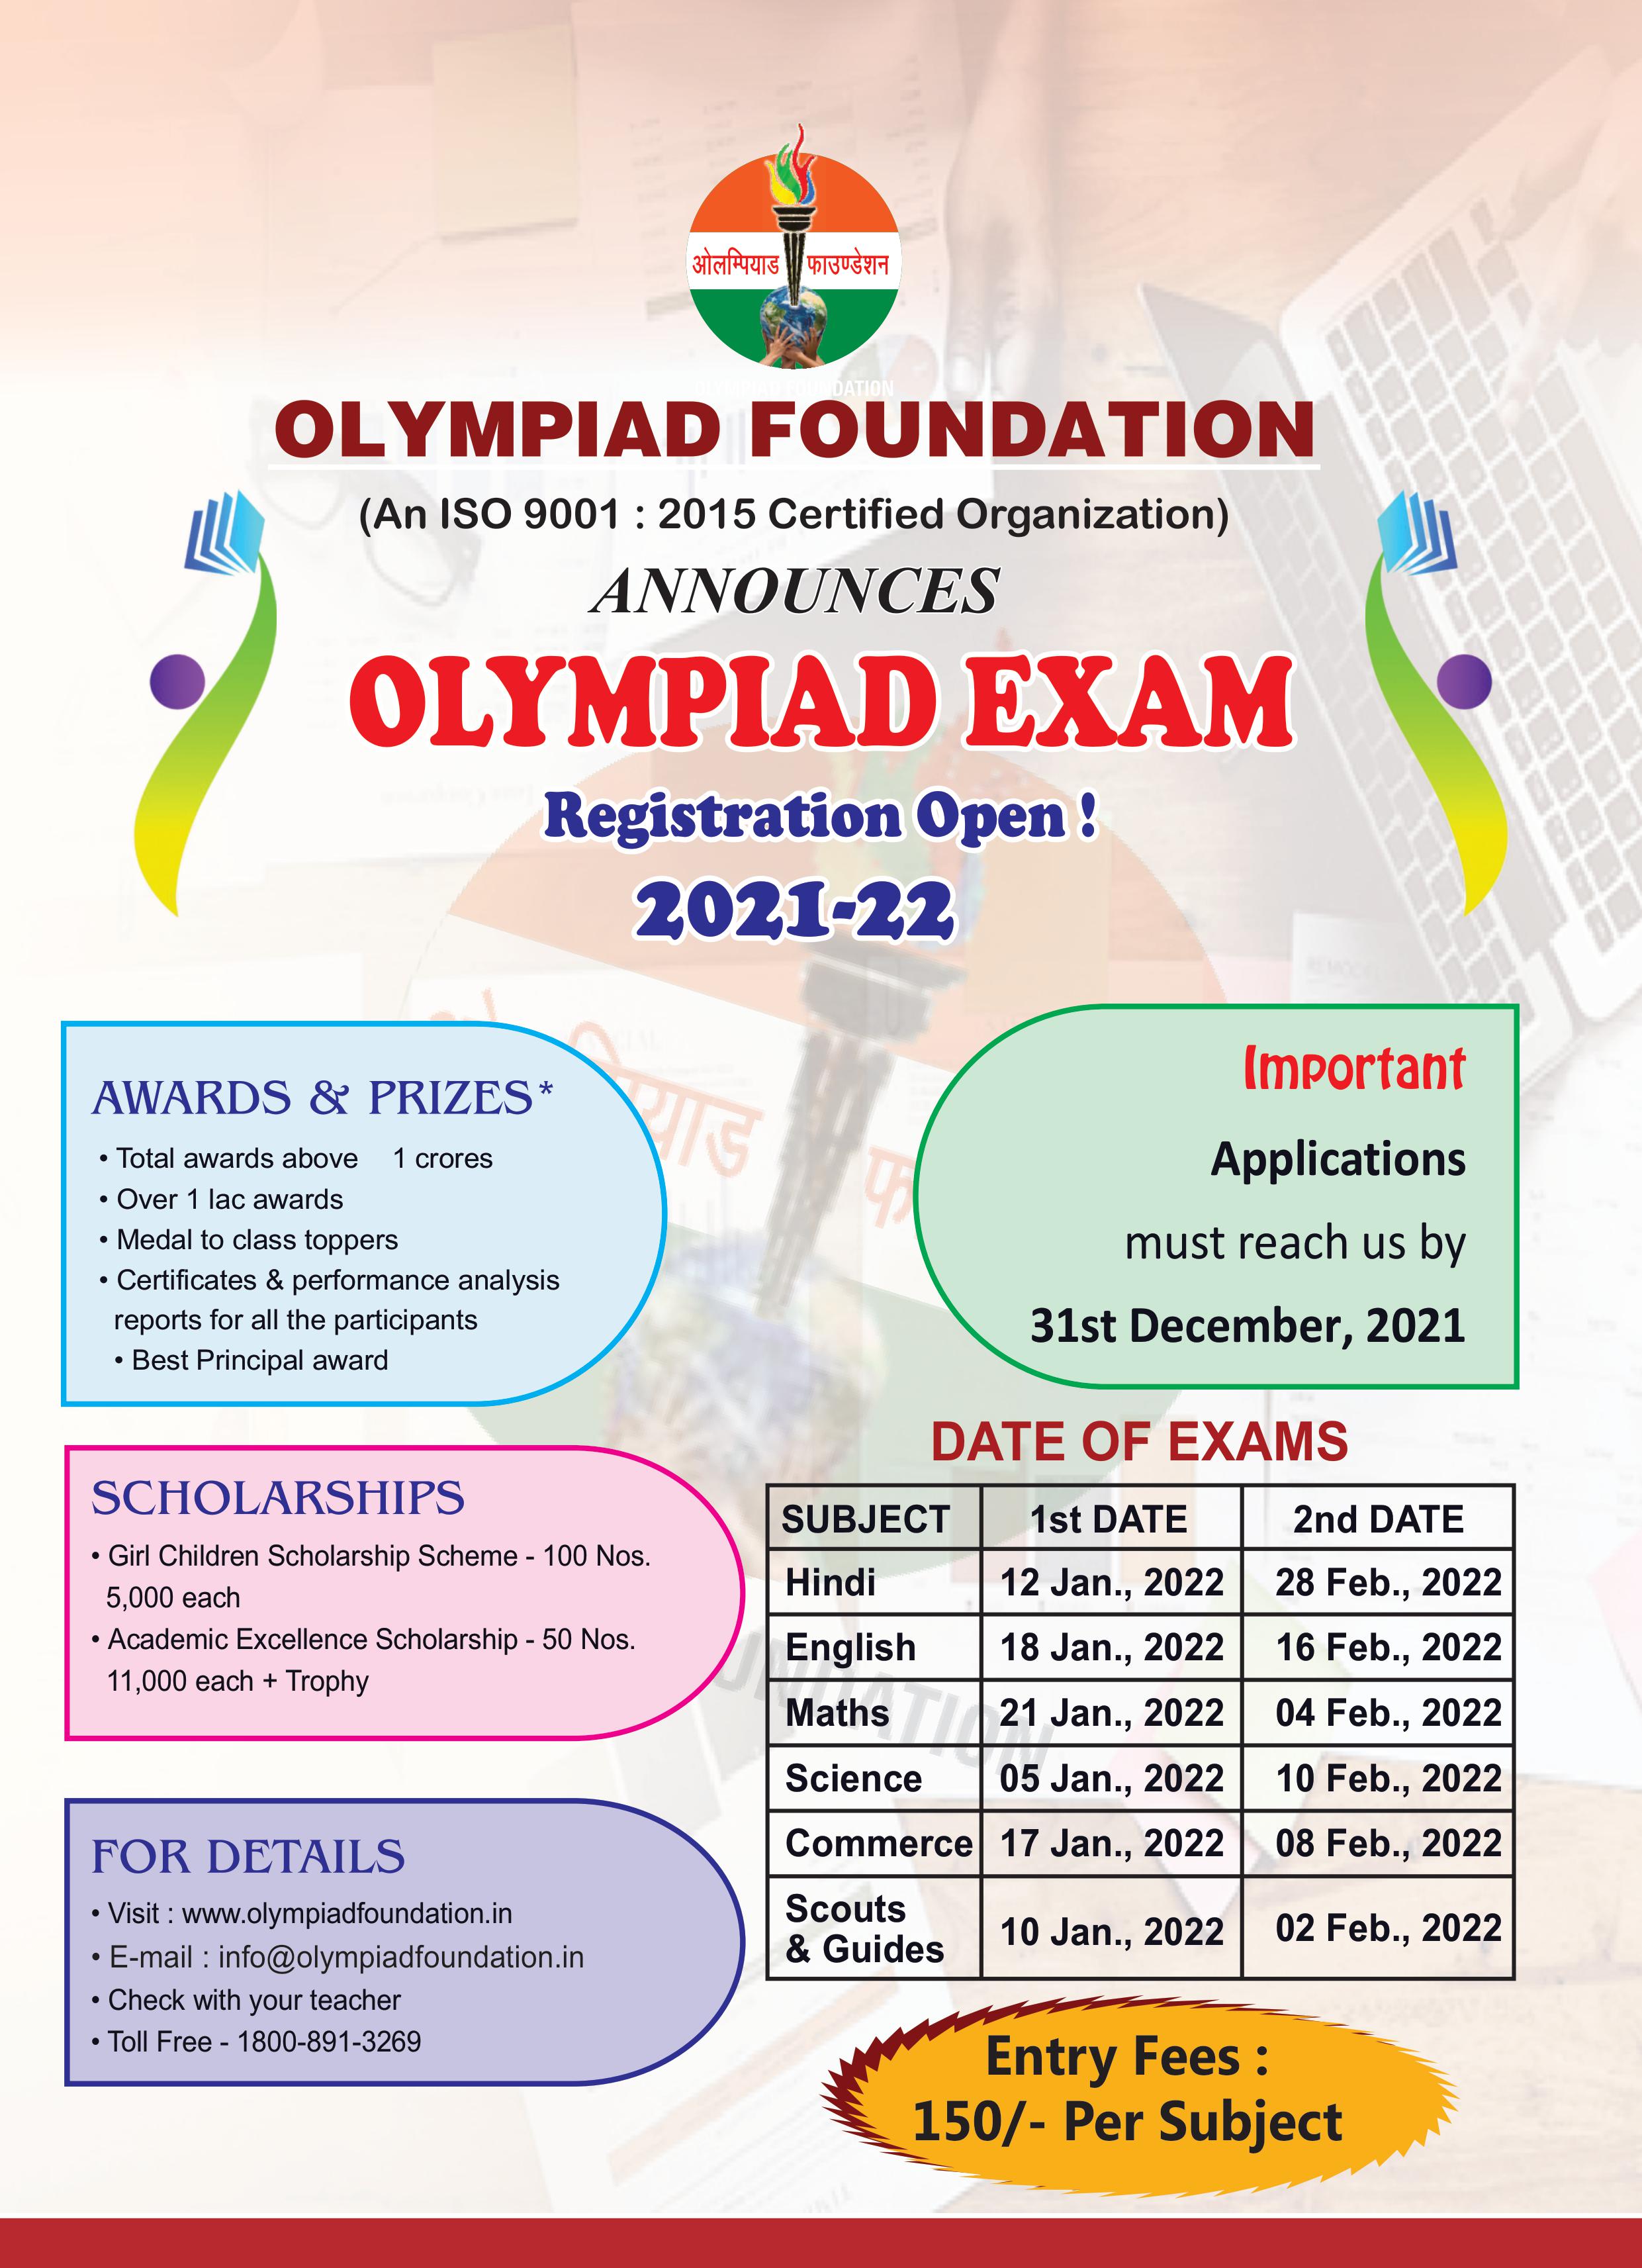 ओलम्पियाड फाउण्डेशन
OLYMPIAD FOUNDATION
(An ISO 9001 : 2015 Certified Organization)
ANNOUNCES
OLYMPIAD EXAM
Registration Open !
2021-22
AWARDS & PRIZES*
• Total awards above 1 crores
• Over 1 lac awards
• Medal to class toppers
• Certificates & performance analysis
reports for all the participants
• Best Principal award
Important
Applications
must reach us by
31st December, 2021
SCHOLARSHIPS
• Girl Children Scholarship Scheme - 100 Nos.
5,000 each
• Academic Excellence Scholarship - 50 Nos.
11,000 each + Trophy
FOR DETAILS
• Visit : www.olympiadfoundation.in
• E-mail : info@olympiadfoundation.in
• Check with your teacher
• Toll Free - 1800-891-3269
DATE OF EXAMS
SUBJECT 1st DATE 2nd DATE
Hindi 12 Jan., 2022 28 Feb., 2022
English 18 Jan., 2022 16 Feb., 2022
Maths 21 Jan., 2022 04 Feb., 2022
Science 05 Jan., 2022 10 Feb., 2022
Commerce 17 Jan., 2022 08 Feb., 2022
Scouts
& Guides 10 Jan., 2022 02 Feb., 2022
Entry Fees :
150/- Per Subject